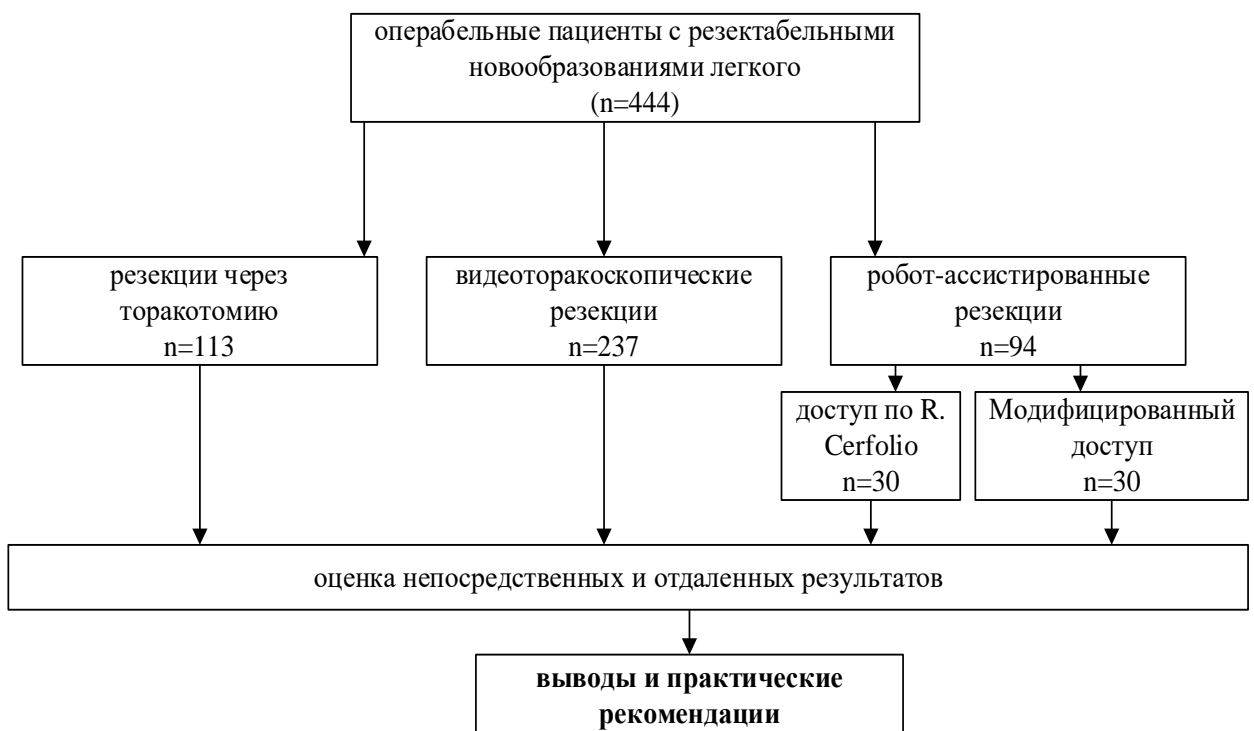 операбельные пациенты с резектабельными
новообразованиями легкого
(n=444)
резекции через
торакотомию
n=113
видеоторакоскопические
резекции
n=237
робот-ассистированные
резекции
n=94
доступ по R.
Cerfolio
n=30
Модифицированный
доступ
n=30
оценка непосредственных и отдаленных результатов
выводы и практические
рекомендации